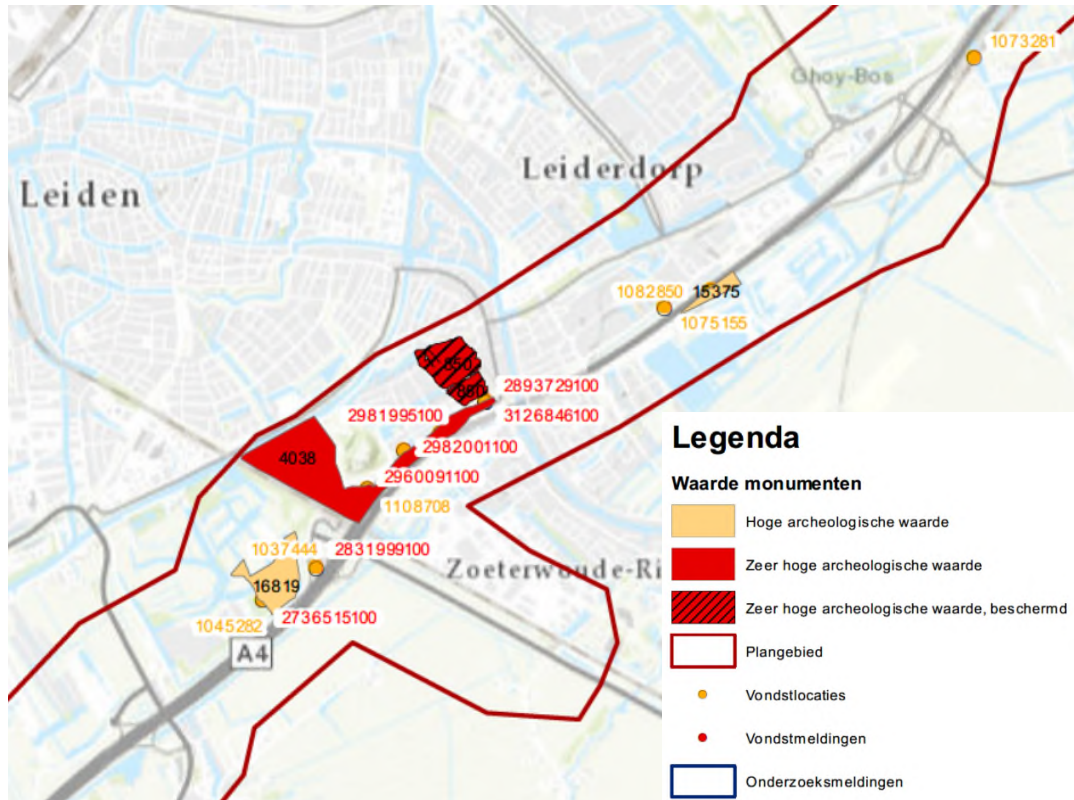 1073281
Ghoy-Bos
Leiderdorp
Leiden
1082850
15375
1075155
850
880
2893729100
2981995100
3126846100
4038
2982001100
2960091100
1108708
1037444
2831999100
Zoeterwoude-Ri
16819
1045282
2736515100
A4
Legenda
Waarde monumenten
Hoge archeologische waarde
Zeer hoge archeologische waarde
Zeer hoge archeologische waarde, beschermd
Plangebied
Vondstlocaties
Vondstmeldingen
Onderzoeksmeldingen